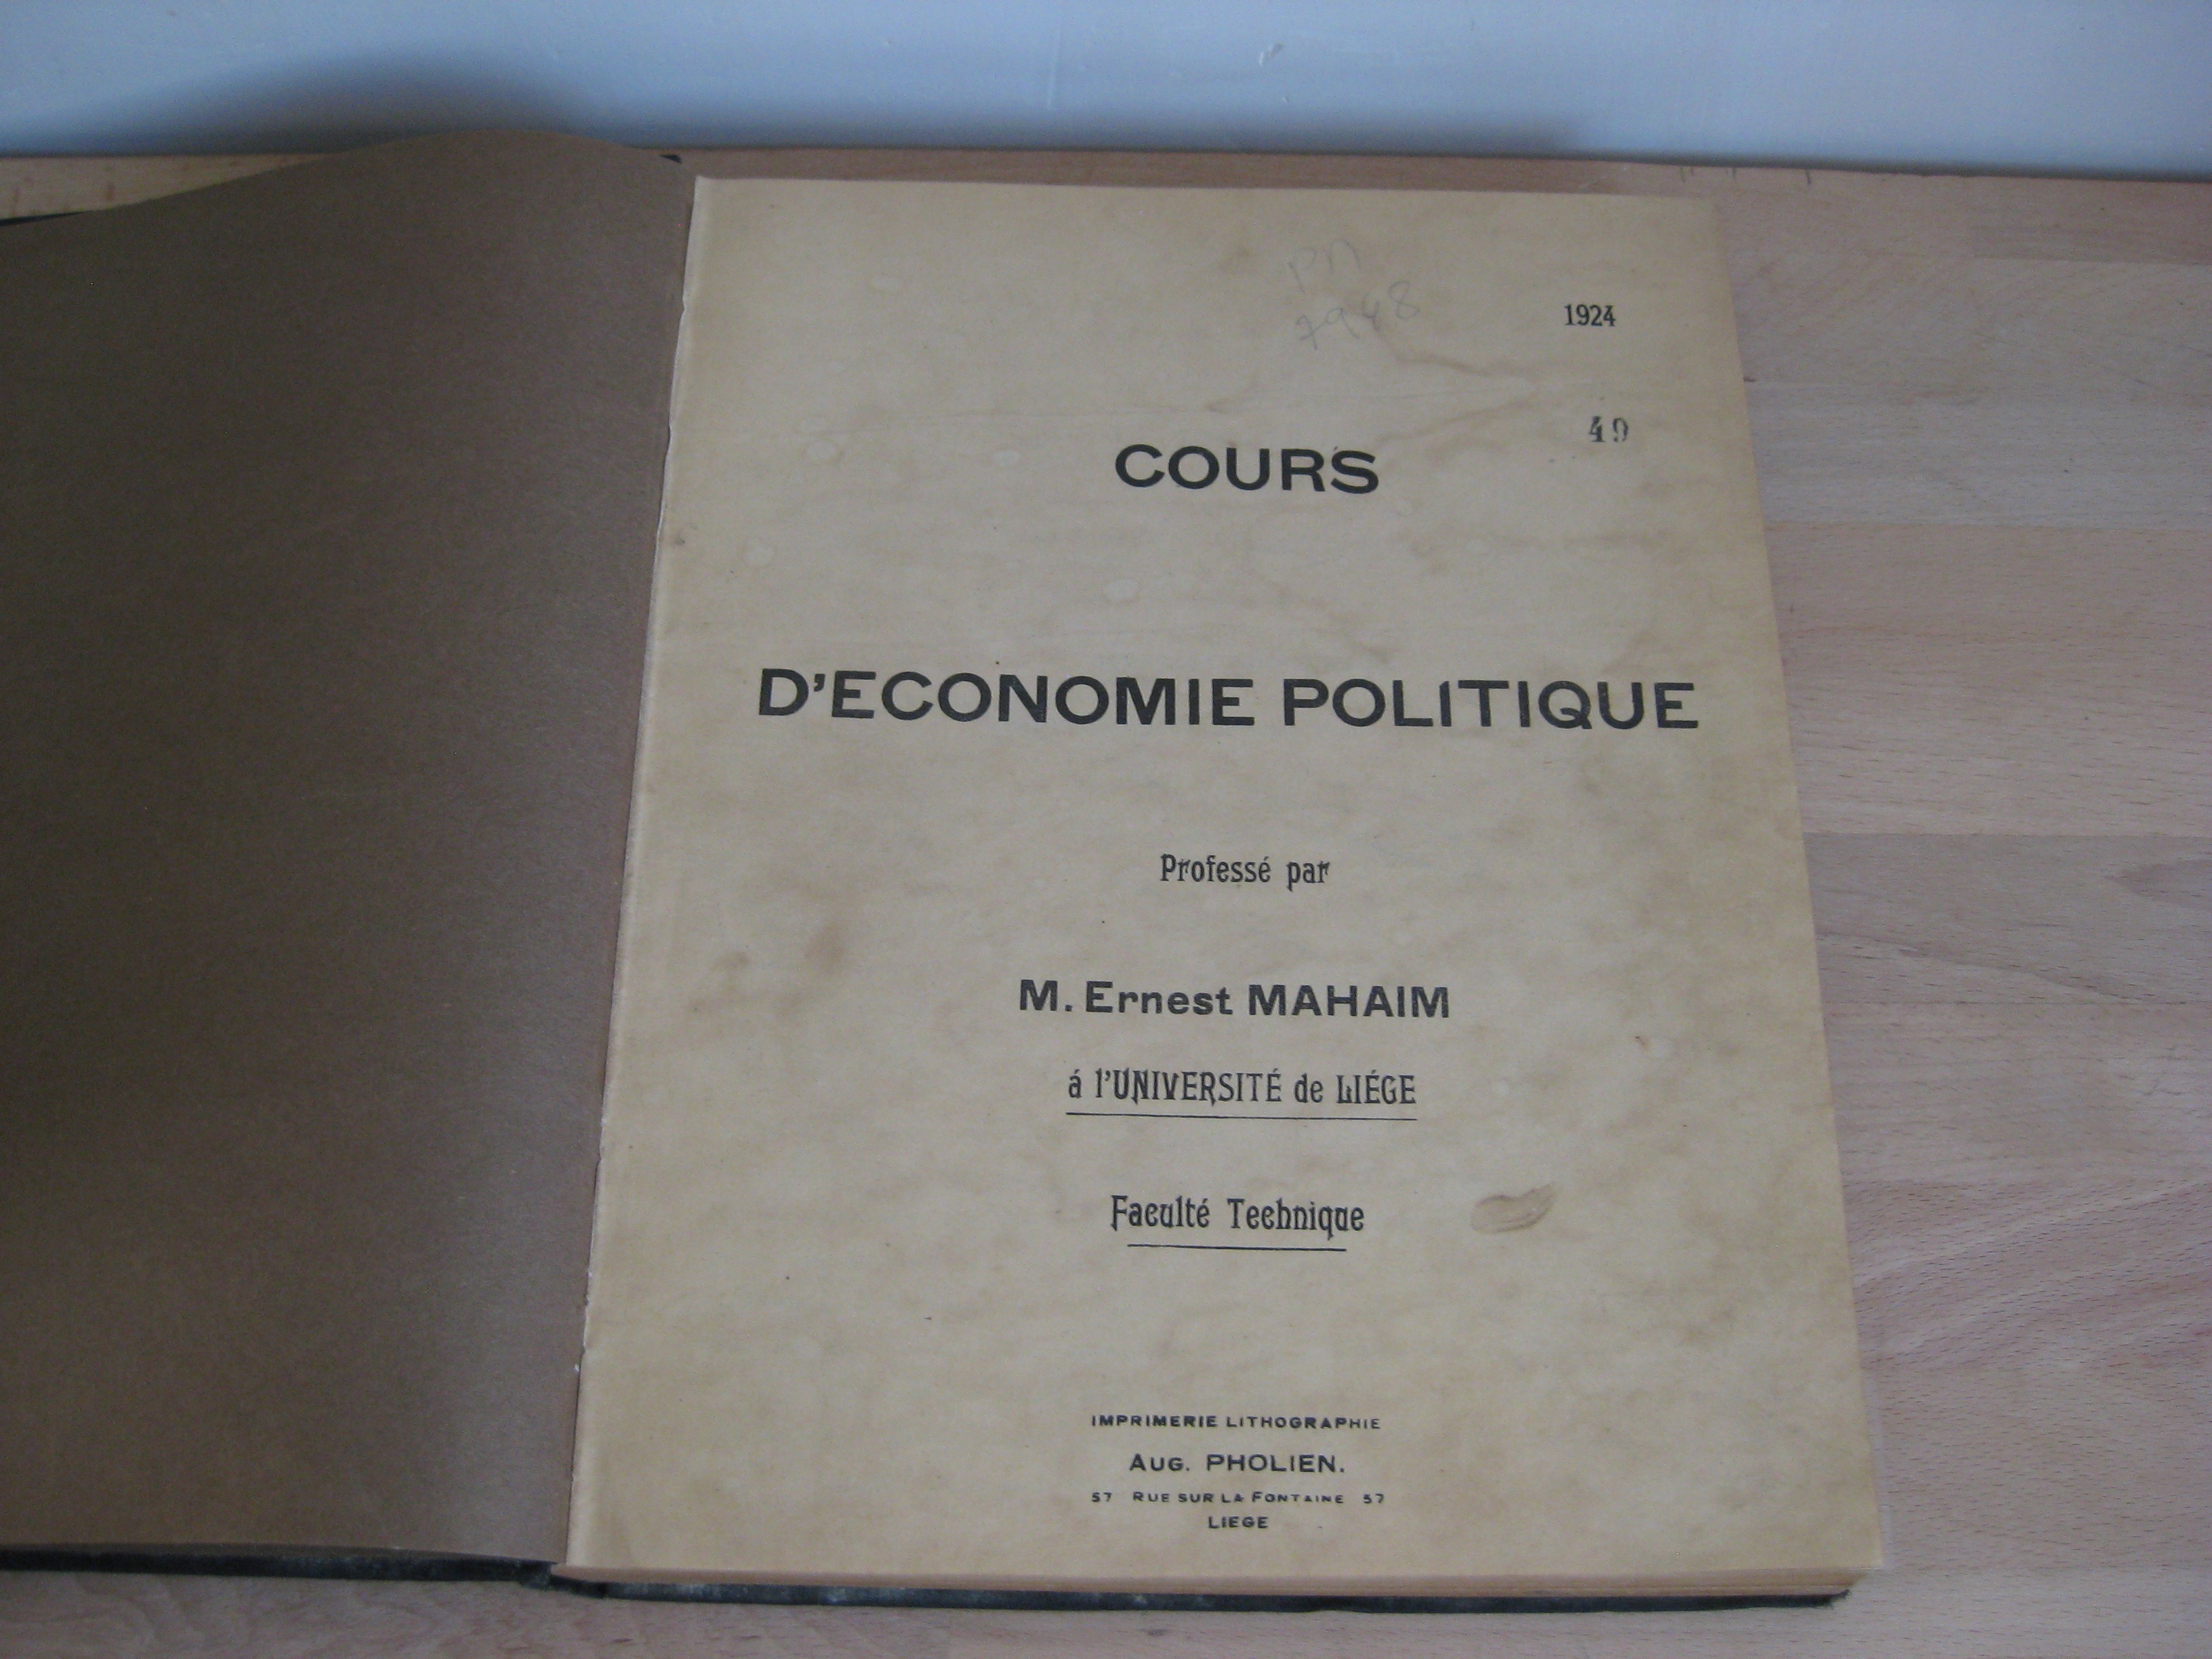 1924
49
COURS
D'ECONOMIE POLITIQUE
Professé par
M. Ernest MAHAIM
á l'UNIVERSITÉ de LIÉGE
Faculté Technique
IMPRIMERIE LITHOGRAPHIE
AUG. PHOLIEN.
57 RUE SUR LA FONTAINE 57
LIEGE